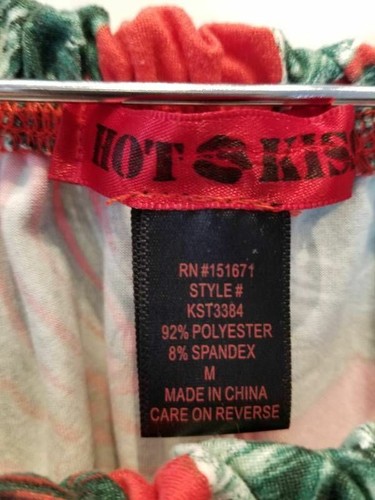 HOT KISS
RN #151671
STYLE #
KST3384
92% POLYESTER
8% SPANDEX
M
MADE IN CHINA
CARE ON REVERSE